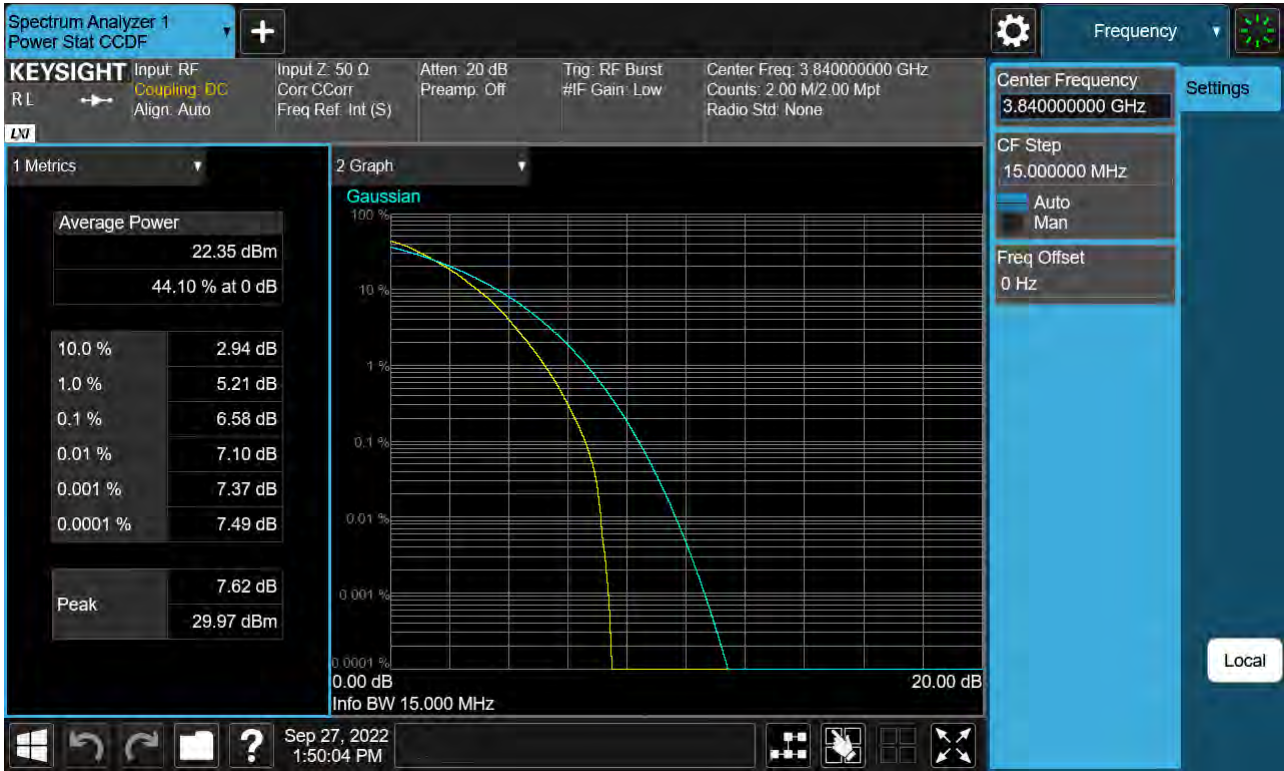 Spectrum Analyzer 1
Power Stat CCDF
+
Frequency
KEYSIGHT
RL
LXI
Input: RF
Coupling: DC
Align: Auto
Input Z: 50 Ω
Corr CCorr
Freq Ref: Int (S)
Atten: 20 dB
Preamp: Off
Trig: RF Burst
#IF Gain: Low
Center Freq: 3.840000000 GHz
Counts: 2.00 M/2.00 Mpt
Radio Std: None
Center Frequency
3.840000000 GHz
Settings
CF Step
15.000000 MHz
Auto
Man
Freq Offset
0 Hz
1 Metrics
Average Power
22.35 dBm
44.10 % at 0 dB
10.0 % 2.94 dB
1.0 % 5.21 dB
0.1 % 6.58 dB
0.01 % 7.10 dB
0.001 % 7.37 dB
0.0001 % 7.49 dB
Peak
7.62 dB
29.97 dBm
2 Graph
Gaussian
100 %
10 %
1 %
0.1 %
0.01 %
0.001 %
0.0001 %
0.00 dB 20.00 dB
Info BW 15.000 MHz
Local
?
Sep 27, 2022
1:50:04 PM